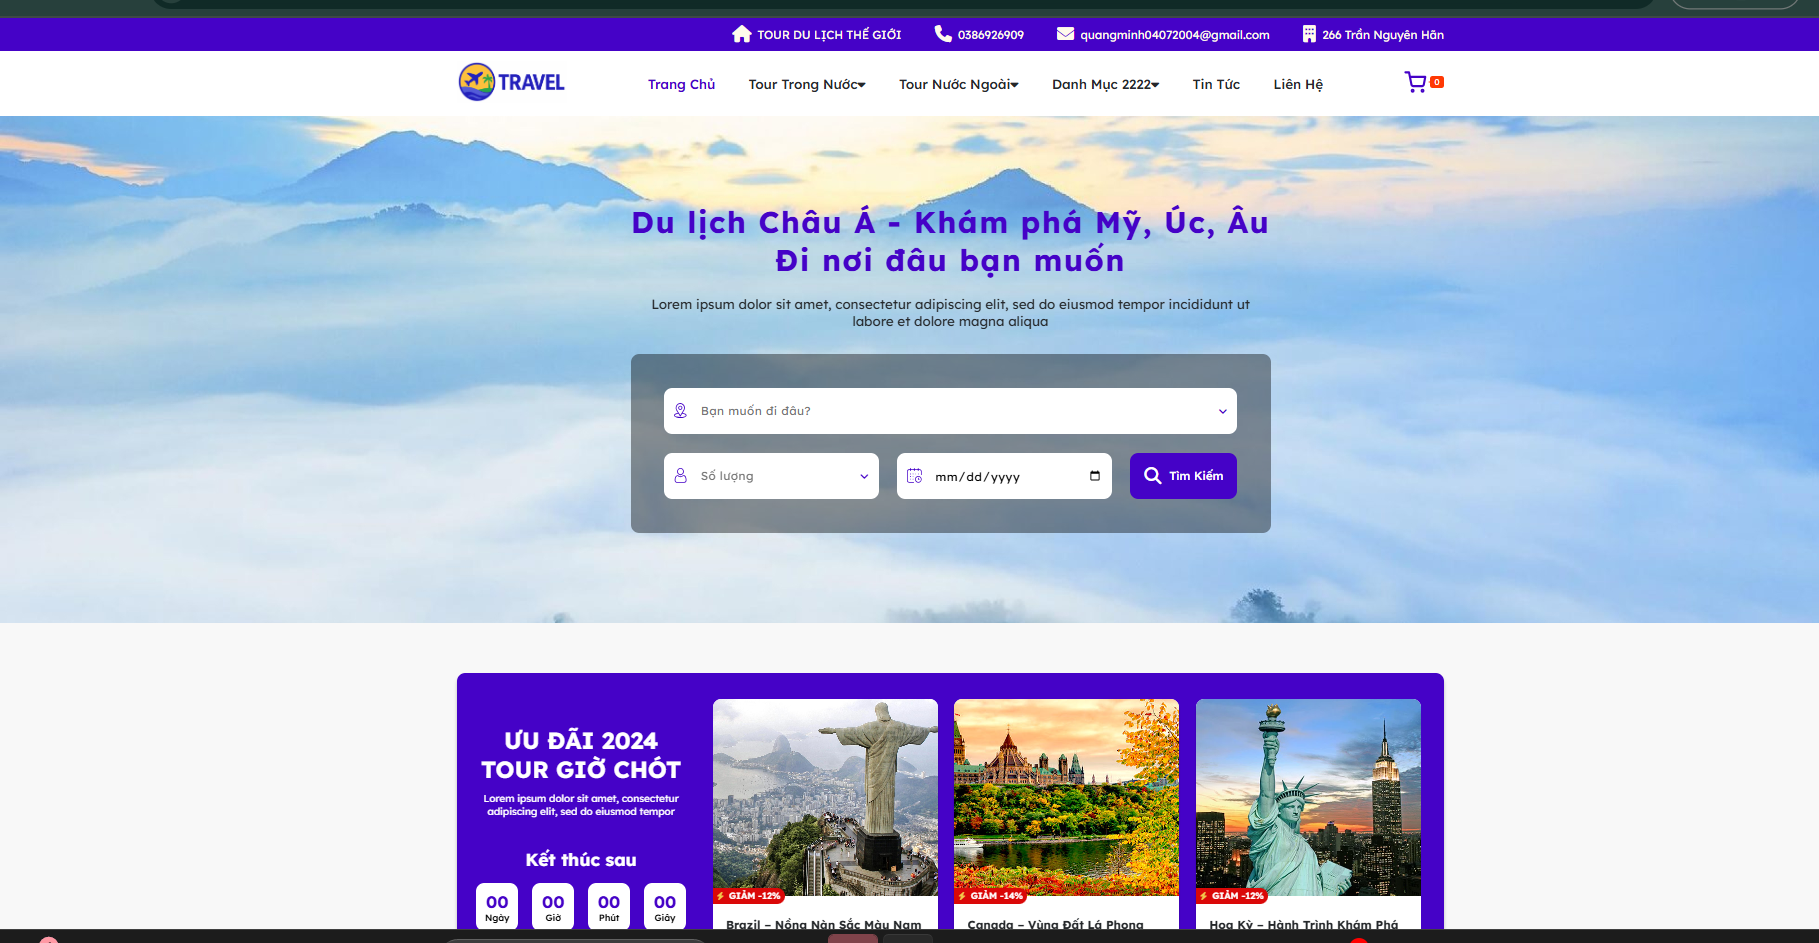 TOUR DU LỊCH THẾ GIỚI 0386926909 quangminh04072004@gmail.com 266 Trần Nguyên Hãn
TRAVEL Trang Chủ Tour Trong Nước Tour Nước Ngoài Danh Mục 2222 Tin Tức Liên Hệ 0
Du lịch Châu Á - Khám phá Mỹ, Úc, Âu
Đi nơi đâu bạn muốn
Lorem ipsum dolor sit amet, consectetur adipiscing elit, sed do eiusmod tempor incididunt ut
labore et dolore magna aliqua
Bạn muốn đi đâu?
Số lượng mm/dd/yyyy Tìm Kiếm
ƯU ĐÃI 2024
TOUR GIỜ CHÓT
Lorem ipsum dolor sit amet, consectetur
adipiscing elit, sed do eiusmod tempor
Kết thúc sau
00 00 00 00
Ngày Giờ Phút Giây
GIẢM -12% GIẢM -14% GIẢM -12%
Brazil – Nồng Nàn Sắc Màu Nam Canada – Vùng Đất Lá Phong Hoa Kỳ – Hành Trình Khám Phá